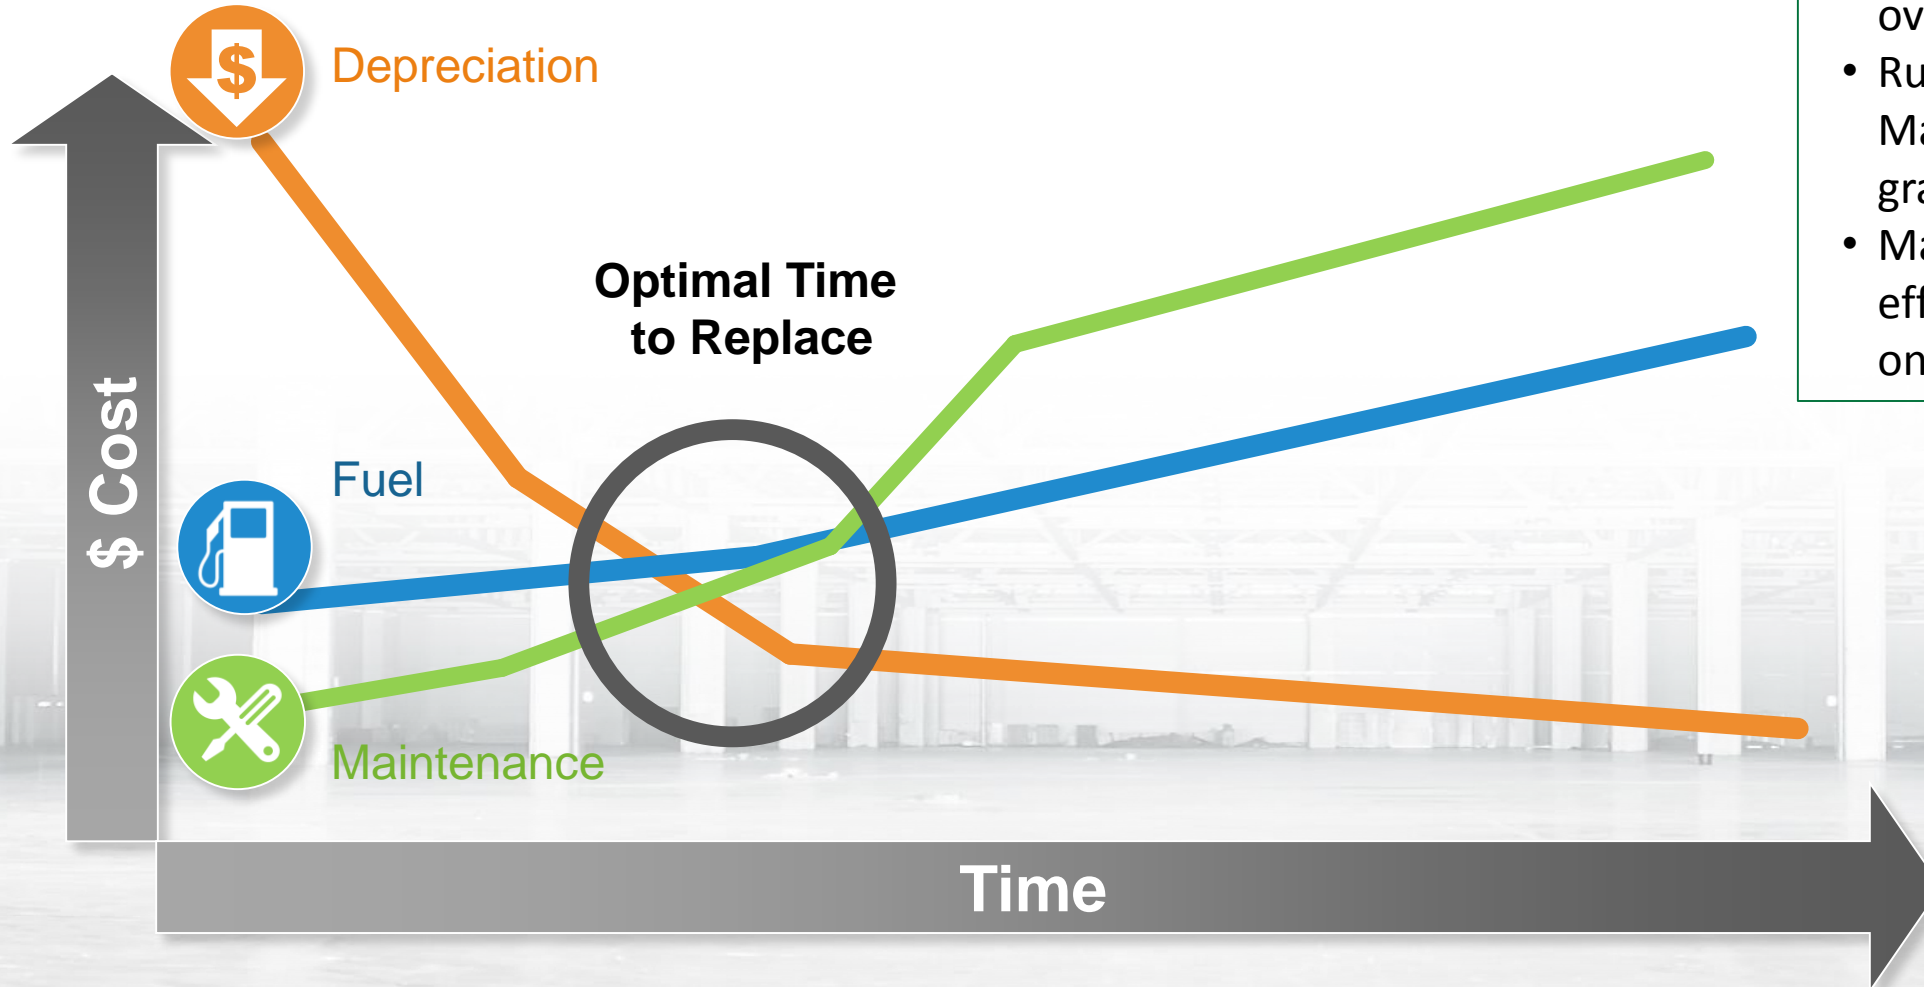 Depreciation
Optimal Time
to Replace
$ Cost
Fuel
Maintenance
Time